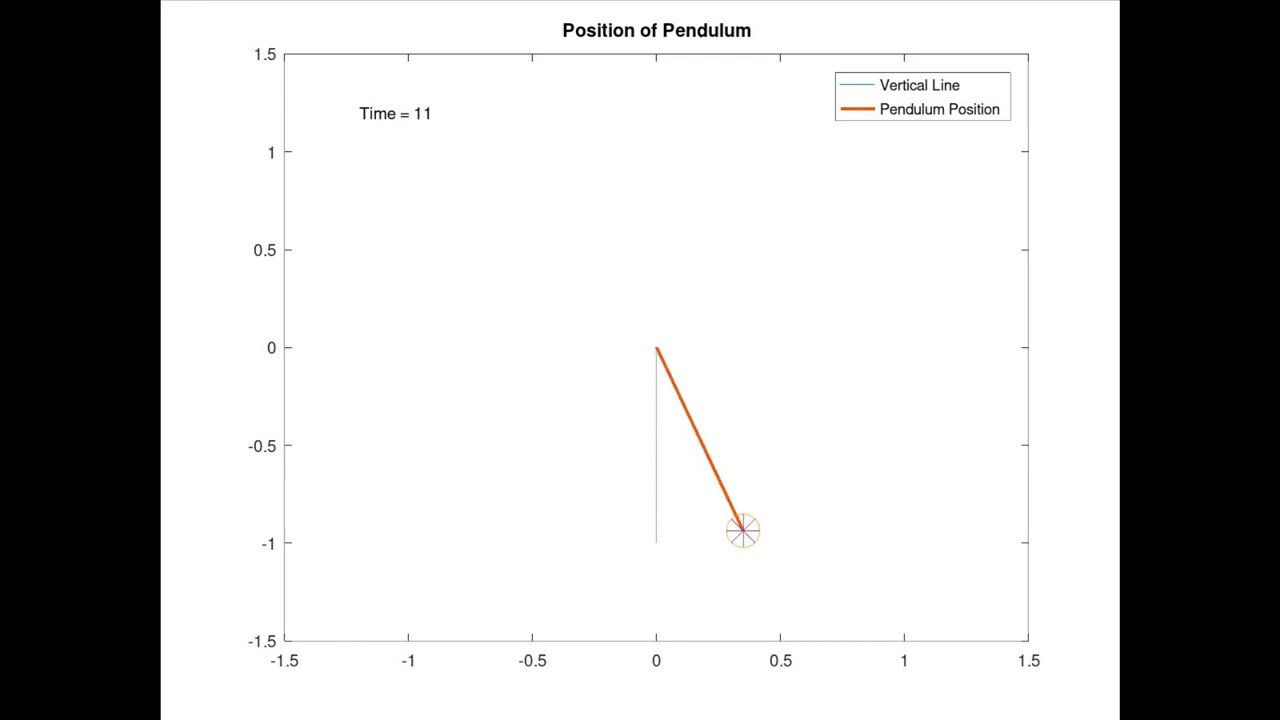 Position of Pendulum
1.5
Vertical Line
Time = 11
Pendulum Position
1
0.5
0
-0.5
-1
-1.5
-1.5 -1 -0.5 0 0.5 1 1.5